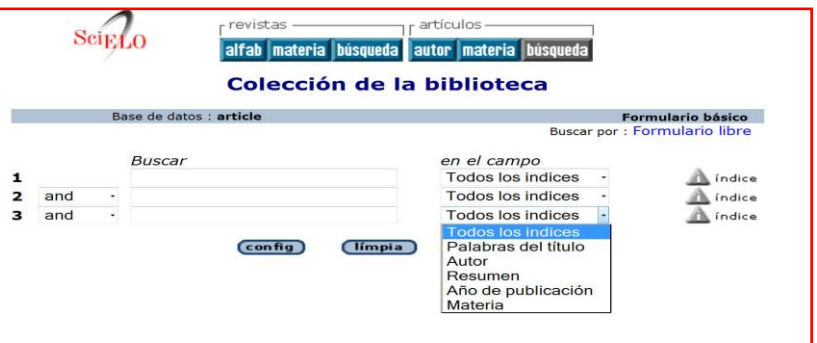 SciELO
revistas artículos
alfab materia búsqueda autor materia búsqueda
Colección de la biblioteca
Base de datos : article Formulario básico
Buscar por : Formulario libre
Buscar en el campo
1 Todos los indices índice
2 and Todos los indices índice
3 and Todos los indices índice
Todos los indices
config límpia Palabras del título
Autor
Resumen
Año de publicación
Materia